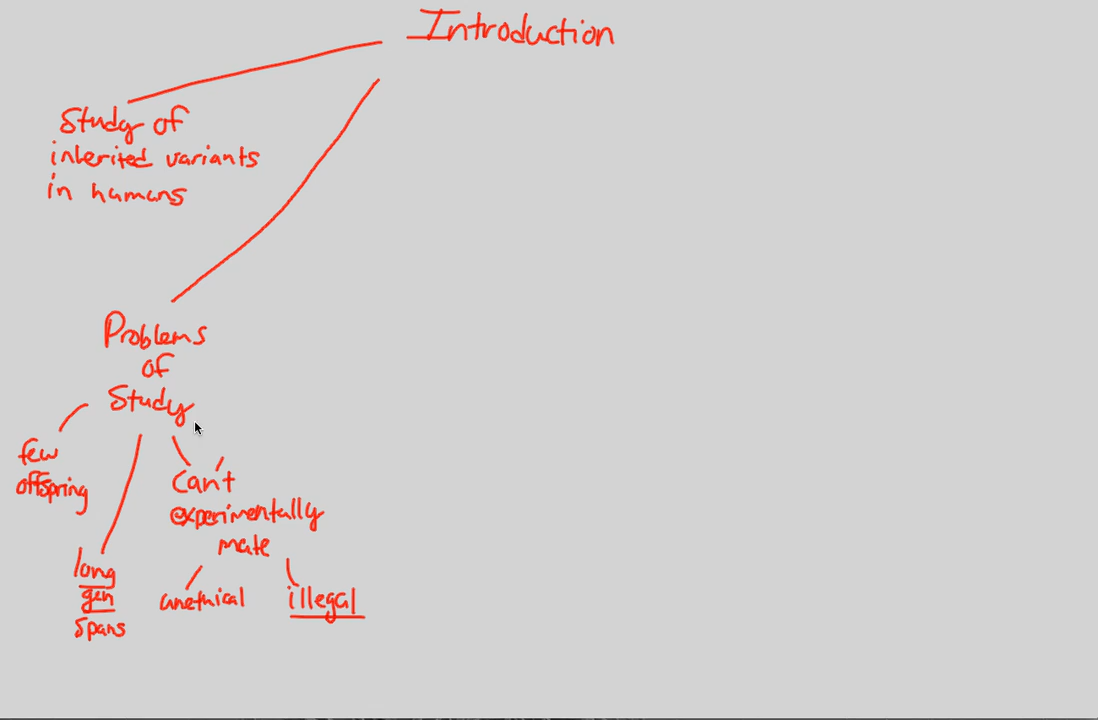 Introduction
Study of
inherited variants
in humans
Problems
of
Study
few
offspring
Can't
experimentally
mate
long
gen
spans
unethical
illegal